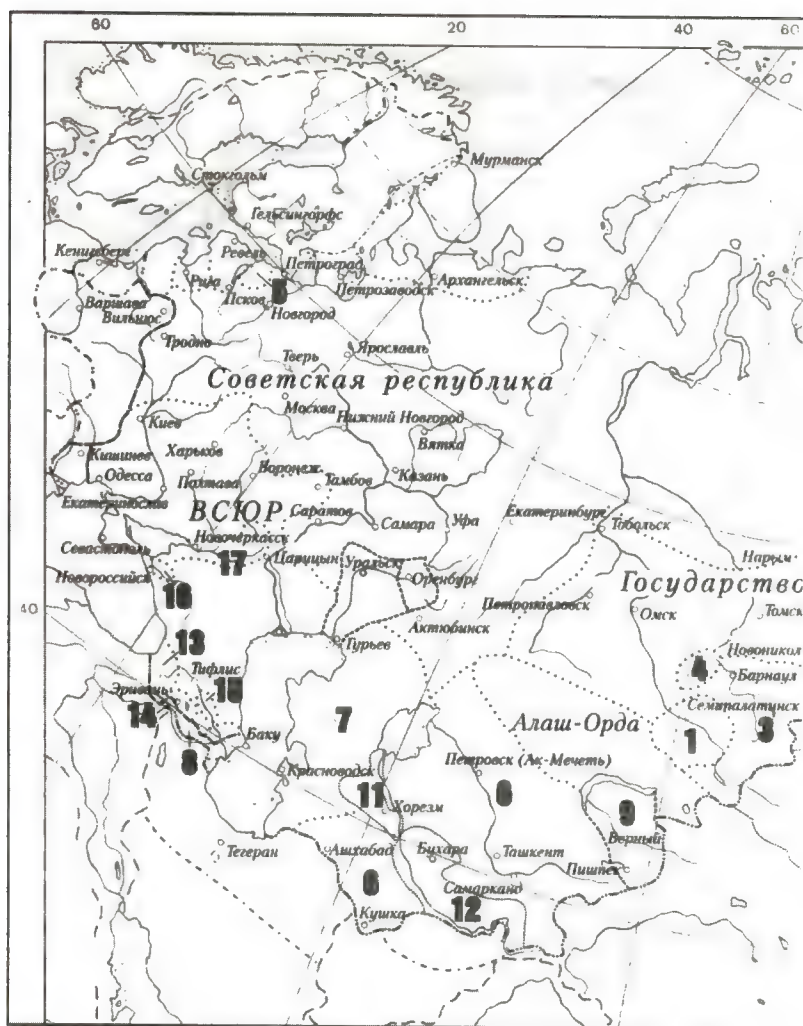 60
20
40
60
Мурманск
Стокгольм
Гельсингорфс
Ревель
Кенигсберг
Петроград
Рига
Архангельск
Псков
5
Петрозаводск
Варшава
Вильнюс
Новгород
Гродно
Тверь
Ярославль
Советская республика
Москва
Киев
Нижний Новгород
Вятка
Харьков
Кишинев
Воронеж
Казань
Одесса
Тамбов
Екатеринослав
ВСЮР
Саратов
Самара
Уфа
Екатеринбург
Тобольск
Новочеркасск
Севастополь
17
Царицын
Уральск
Нарым
Новороссийск
Оренбург
Государство
16
Петропавловск
Омск
Томск
40
Актюбинск
13
Гурьев
Новоникол
Тифлис
4
Барнаул
Эривань
15
Семипалатинск
14
7
Алаш-Орда
1
3
8
Баку
Петровск (Ак-Мечеть)
Красноводск
11
9
Хорезм
Верный
Тегеран
Ашхабад
Бухара
Ташкент
Пишпек
6
Самарканд
Кушка
12